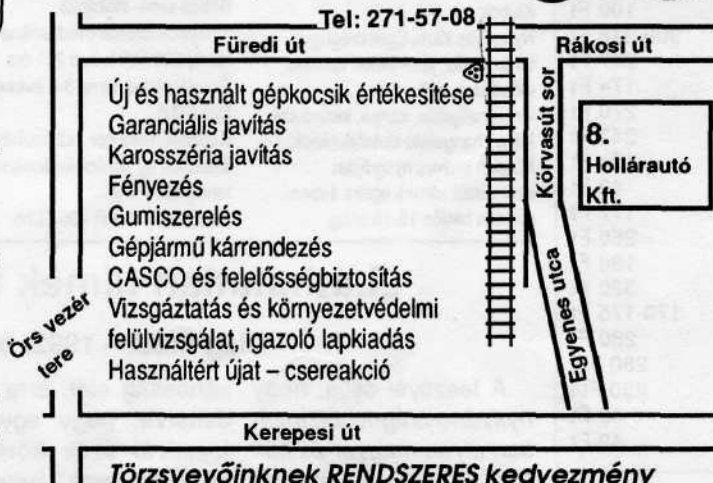 Tel: 271-57-08
Füredi út
Rákosi út
Új és használt gépkocsik értékesítése
Garanciális javítás
Karosszéria javítás
Fényezés
Gumiszerelés
Gépjármű kárrendezés
CASCO és felelősségbiztosítás
Vizsgáztatás és környezetvédelmi
felülvizsgálat, igazoló lapkiadás
Használtért újat – csereakció
Körvasút sor
8.
Hollárautó
Kft.
Egyenes utca
Örs vezér
tere
Kerepesi út
Törzsvevőinknek RENDSZERES kedvezmény